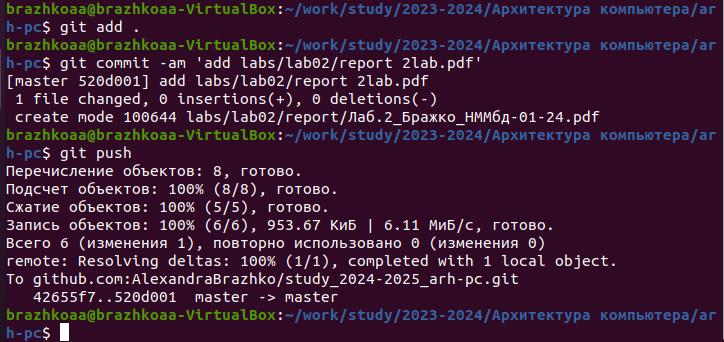 brazhkoaa@brazhkoaa-VirtualBox:~/work/study/2023-2024/Архитектура компьютера/ar
h-pc$ git add .
brazhkoaa@brazhkoaa-VirtualBox:~/work/study/2023-2024/Архитектура компьютера/ar
h-pc$ git commit -am 'add labs/lab02/report 2lab.pdf'
[master 520d001] add labs/lab02/report 2lab.pdf
 1 file changed, 0 insertions(+), 0 deletions(-)
 create mode 100644 labs/lab02/report/Лаб.2_Бражко_НММбд-01-24.pdf
brazhkoaa@brazhkoaa-VirtualBox:~/work/study/2023-2024/Архитектура компьютера/ar
h-pc$ git push
Перечисление объектов: 8, готово.
Подсчет объектов: 100% (8/8), готово.
Сжатие объектов: 100% (5/5), готово.
Запись объектов: 100% (6/6), 953.67 КиБ | 6.11 МиБ/с, готово.
Всего 6 (изменения 1), повторно использовано 0 (изменения 0)
remote: Resolving deltas: 100% (1/1), completed with 1 local object.
To github.com:AlexandraBrazhko/study_2024-2025_arh-pc.git
   42655f7..520d001  master -> master
brazhkoaa@brazhkoaa-VirtualBox:~/work/study/2023-2024/Архитектура компьютера/ar
h-pc$